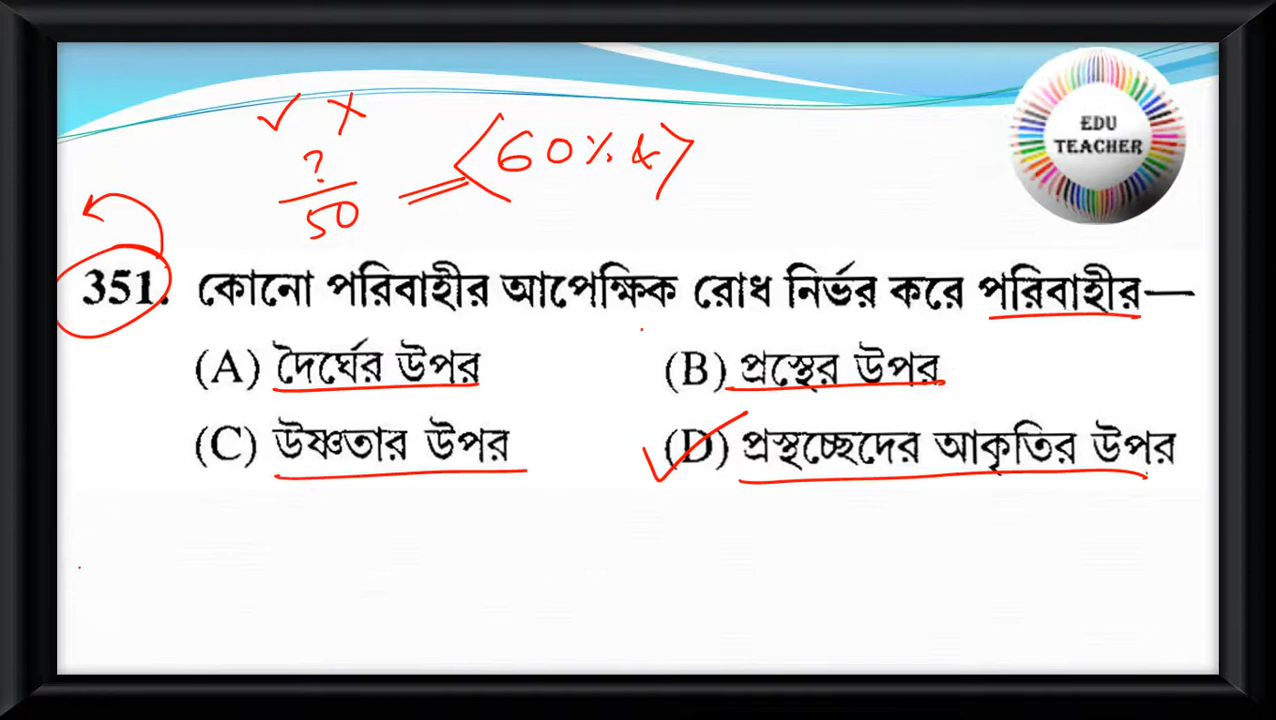 EDU
TEACHER
✓ ✗
?
50
60% &
351. কোনো পরিবাহীর আপেক্ষিক রোধ নির্ভর করে পরিবাহীর—
(A) দৈর্ঘের উপর (B) প্রস্থের উপর
(C) উষ্ণতার উপর (D) প্রস্থচ্ছেদের আকৃতির উপর